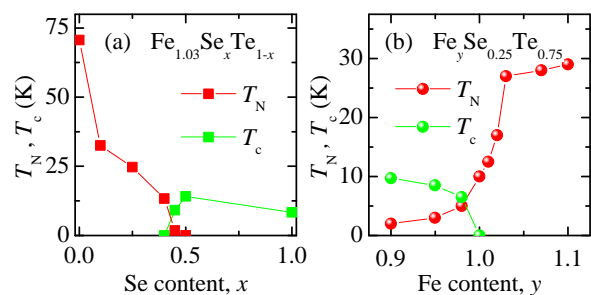 (a) Fe1.03SexTe1-x
TN
Tc
TN, Tc (K)
75
50
25
0
0.0 0.5 1.0
Se content, x
(b) FeySe0.25Te0.75
TN
Tc
TN, Tc (K)
30
20
10
0
0.9 1.0 1.1
Fe content, y